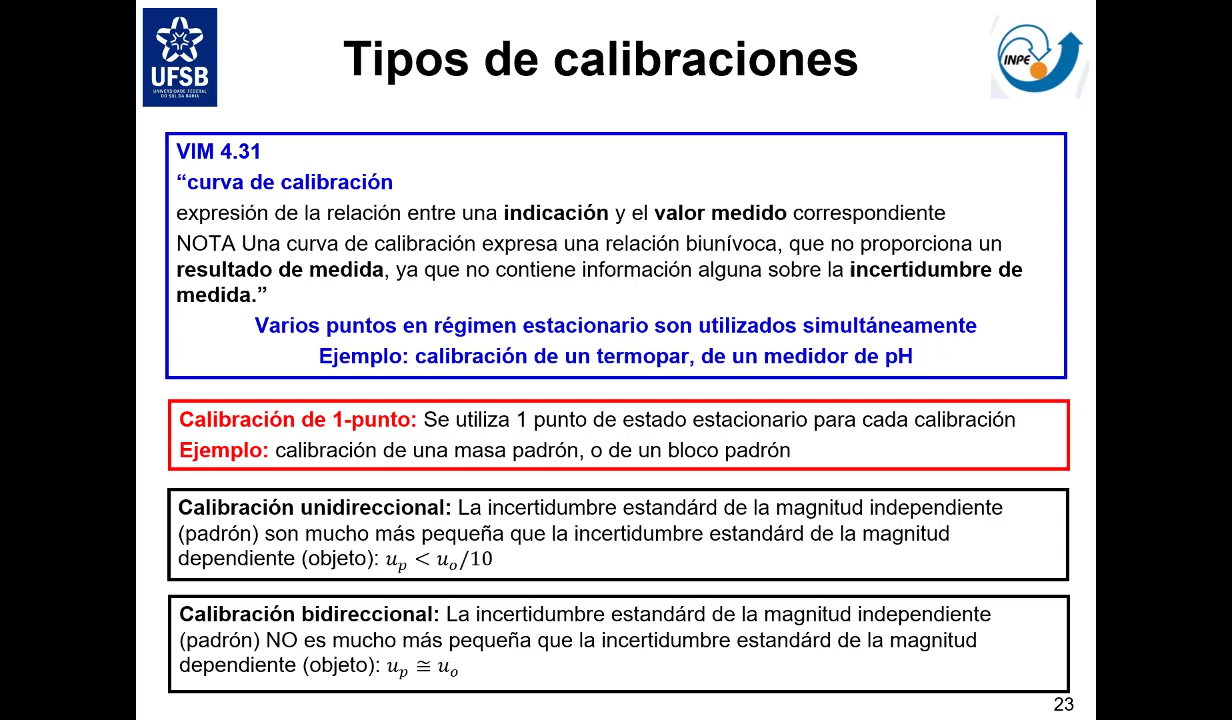 UFSB
UNIVERSIDADE FEDERAL
DO SUL DA BAHIA
Tipos de calibraciones
INPE
VIM 4.31
“curva de calibración
expresión de la relación entre una indicación y el valor medido correspondiente
NOTA Una curva de calibración expresa una relación biunívoca, que no proporciona un
resultado de medida, ya que no contiene información alguna sobre la incertidumbre de
medida.”
Varios puntos en régimen estacionario son utilizados simultáneamente
Ejemplo: calibración de un termopar, de un medidor de pH
Calibración de 1-punto: Se utiliza 1 punto de estado estacionario para cada calibración
Ejemplo: calibración de una masa padrón, o de un bloco padrón
Calibración unidireccional: La incertidumbre estandárd de la magnitud independiente
(padrón) son mucho más pequeña que la incertidumbre estandárd de la magnitud
dependiente (objeto): u_p < u_o/10
Calibración bidireccional: La incertidumbre estandárd de la magnitud independiente
(padrón) NO es mucho más pequeña que la incertidumbre estandárd de la magnitud
dependiente (objeto): u_p ≅ u_o
23